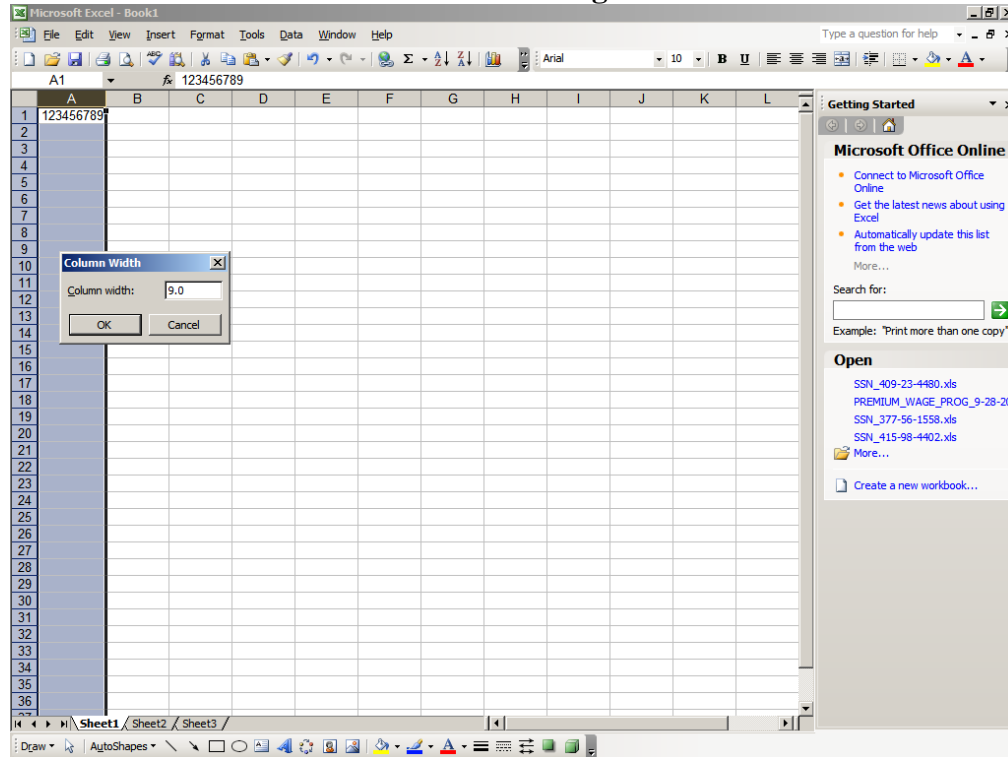 Microsoft Excel - Book1
File Edit View Insert Format Tools Data Window Help Type a question for help
Arial 10 B U A
A1 fx 123456789
A B C D E F G H I J K L
1 123456789
2
3
4
5
6
7
8
9
10
11
12
13
14
15
16
17
18
19
20
21
22
23
24
25
26
27
28
29
30
31
32
33
34
35
36
Column Width
Column width: 9.0
OK Cancel
Getting Started
Microsoft Office Online
Connect to Microsoft Office
Online
Get the latest news about using
Excel
Automatically update this list
from the web
More...
Search for:
Example: "Print more than one copy"
Open
SSN_409-23-4480.xls
PREMIUM_WAGE_PROG_9-28-20
SSN_377-56-1558.xls
SSN_415-98-4402.xls
More...
Create a new workbook...
Sheet1 Sheet2 Sheet3
Draw AutoShapes A